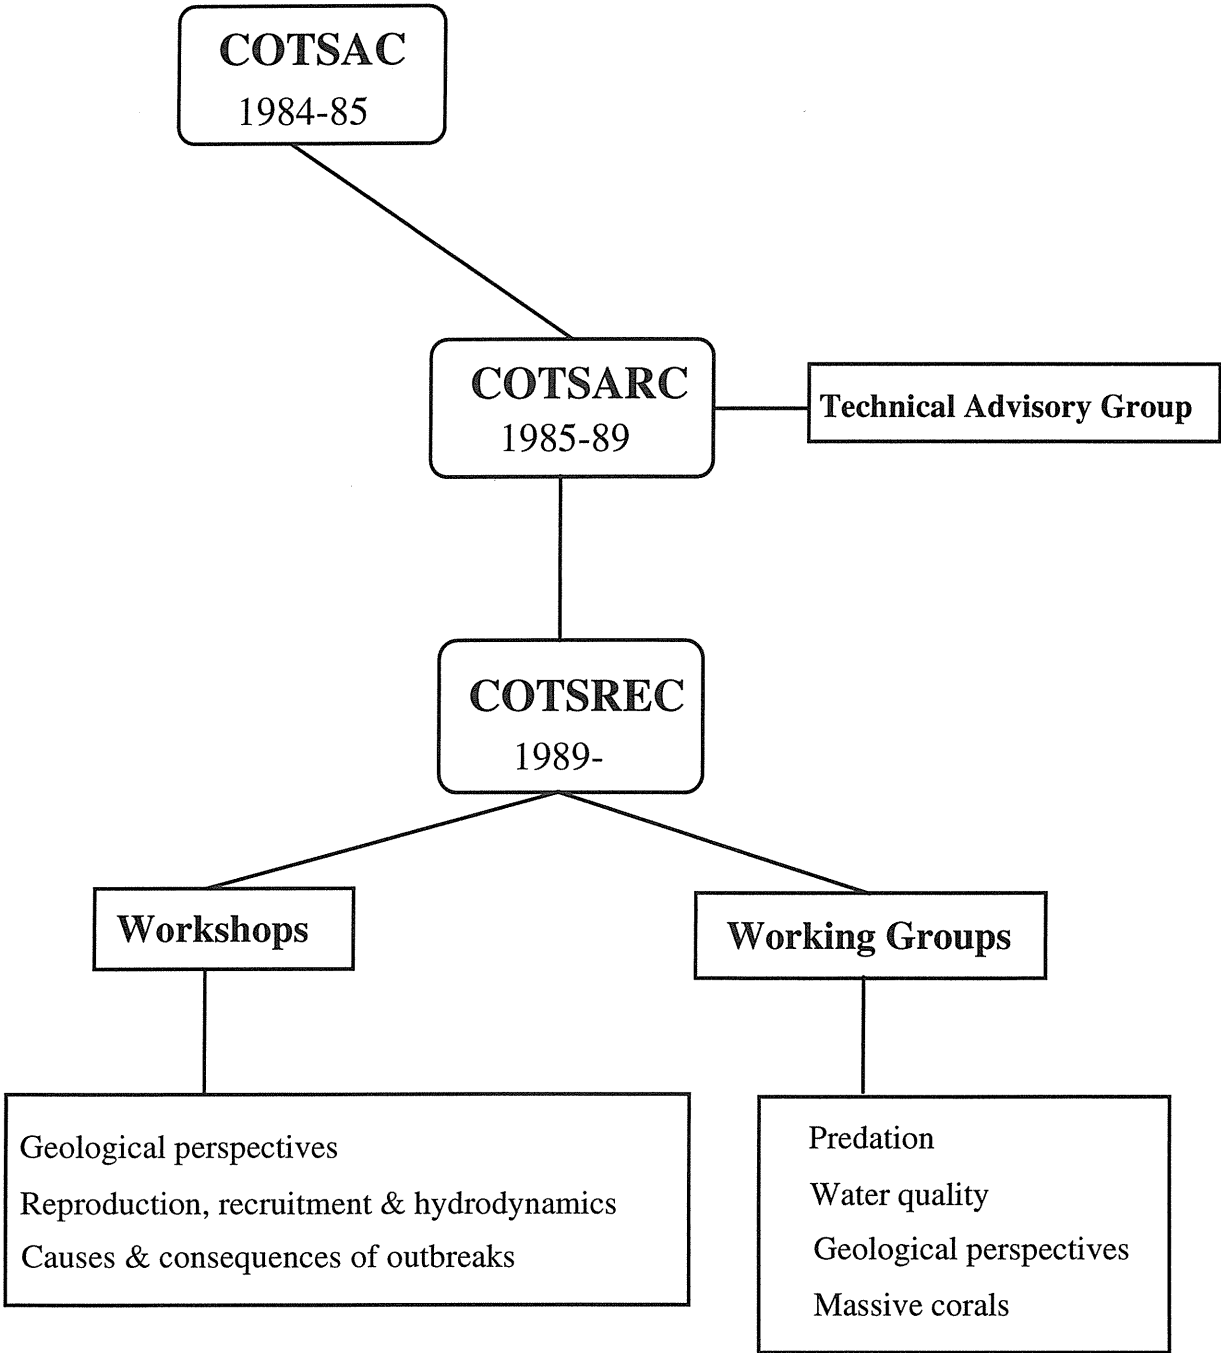 COTSAC
1984-85
COTSARC
1985-89
Technical Advisory Group
COTSREC
1989-
Workshops
Working Groups
Geological perspectives
Reproduction, recruitment & hydrodynamics
Causes & consequences of outbreaks
Predation
Water quality
Geological perspectives
Massive corals